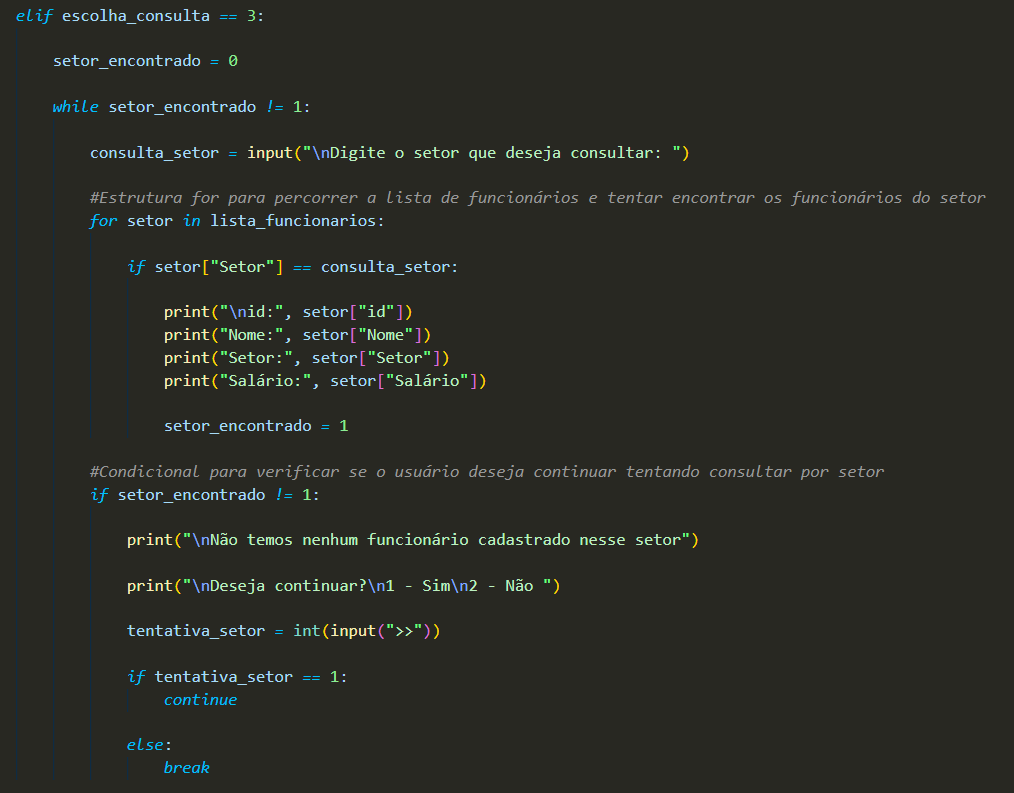 elif escolha_consulta == 3:
setor_encontrado = 0
while setor_encontrado != 1:
consulta_setor = input("\nDigite o setor que deseja consultar: ")
#Estrutura for para percorrer a lista de funcionários e tentar encontrar os funcionários do setor
for setor in lista_funcionarios:
if setor["Setor"] == consulta_setor:
print("\nid:", setor["id"])
print("Nome:", setor["Nome"])
print("Setor:", setor["Setor"])
print("Salário:", setor["Salário"])
setor_encontrado = 1
#Condicional para verificar se o usuário deseja continuar tentando consultar por setor
if setor_encontrado != 1:
print("\nNão temos nenhum funcionário cadastrado nesse setor")
print("\nDeseja continuar?\n1 - Sim\n2 - Não ")
tentativa_setor = int(input(">>"))
if tentativa_setor == 1:
continue
else:
break